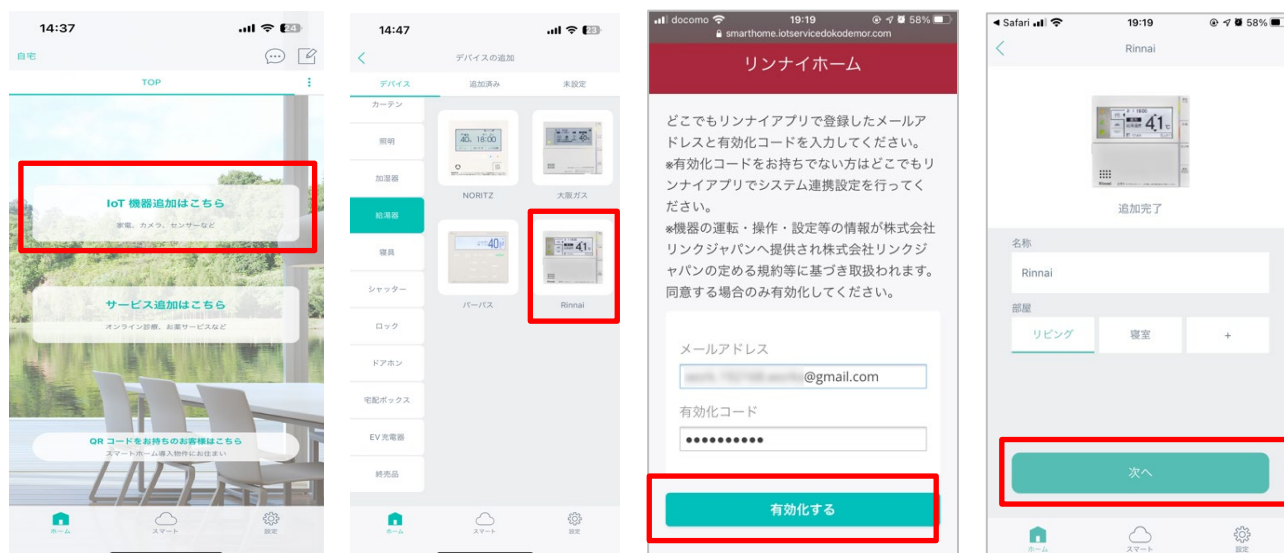 14:37
24
自宅
TOP
IoT 機器追加はこちら
家電、カメラ、センサーなど
サービス追加はこちら
オンライン診療、お薬サービスなど
QR コードをお持ちのお客様はこちら
スマートホーム導入物件にお住まい
ホーム
スマート
設定
14:47
23
デバイスの追加
デバイス
追加済み
未設定
カーテン
照明
加湿器
給湯器
寝具
シャッター
ロック
ドアホン
宅配ボックス
EV 充電器
終売品
NORITZ
大阪ガス
パーパス
Rinnai
ホーム
スマート
設定
docomo
19:19
58%
smarthome.iotservicedokodemor.com
リンナイホーム
どこでもリンナイアプリで登録したメールア
ドレスと有効化コードを入力してください。
※有効化コードをお持ちでない方はどこでもリ
ンナイアプリでシステム連携設定を行ってく
ださい。
※機器の運転・操作・設定等の情報が株式会社
リンクジャパンへ提供され株式会社リンクジ
ャパンの定める規約等に基づき取扱われます。
同意する場合のみ有効化してください。
メールアドレス
@gmail.com
有効化コード
●●●●●●●●●●
有効化する
Safari
19:19
58%
Rinnai
追加完了
名称
Rinnai
部屋
リビング
寝室
+
次へ
ホーム
スマート
設定